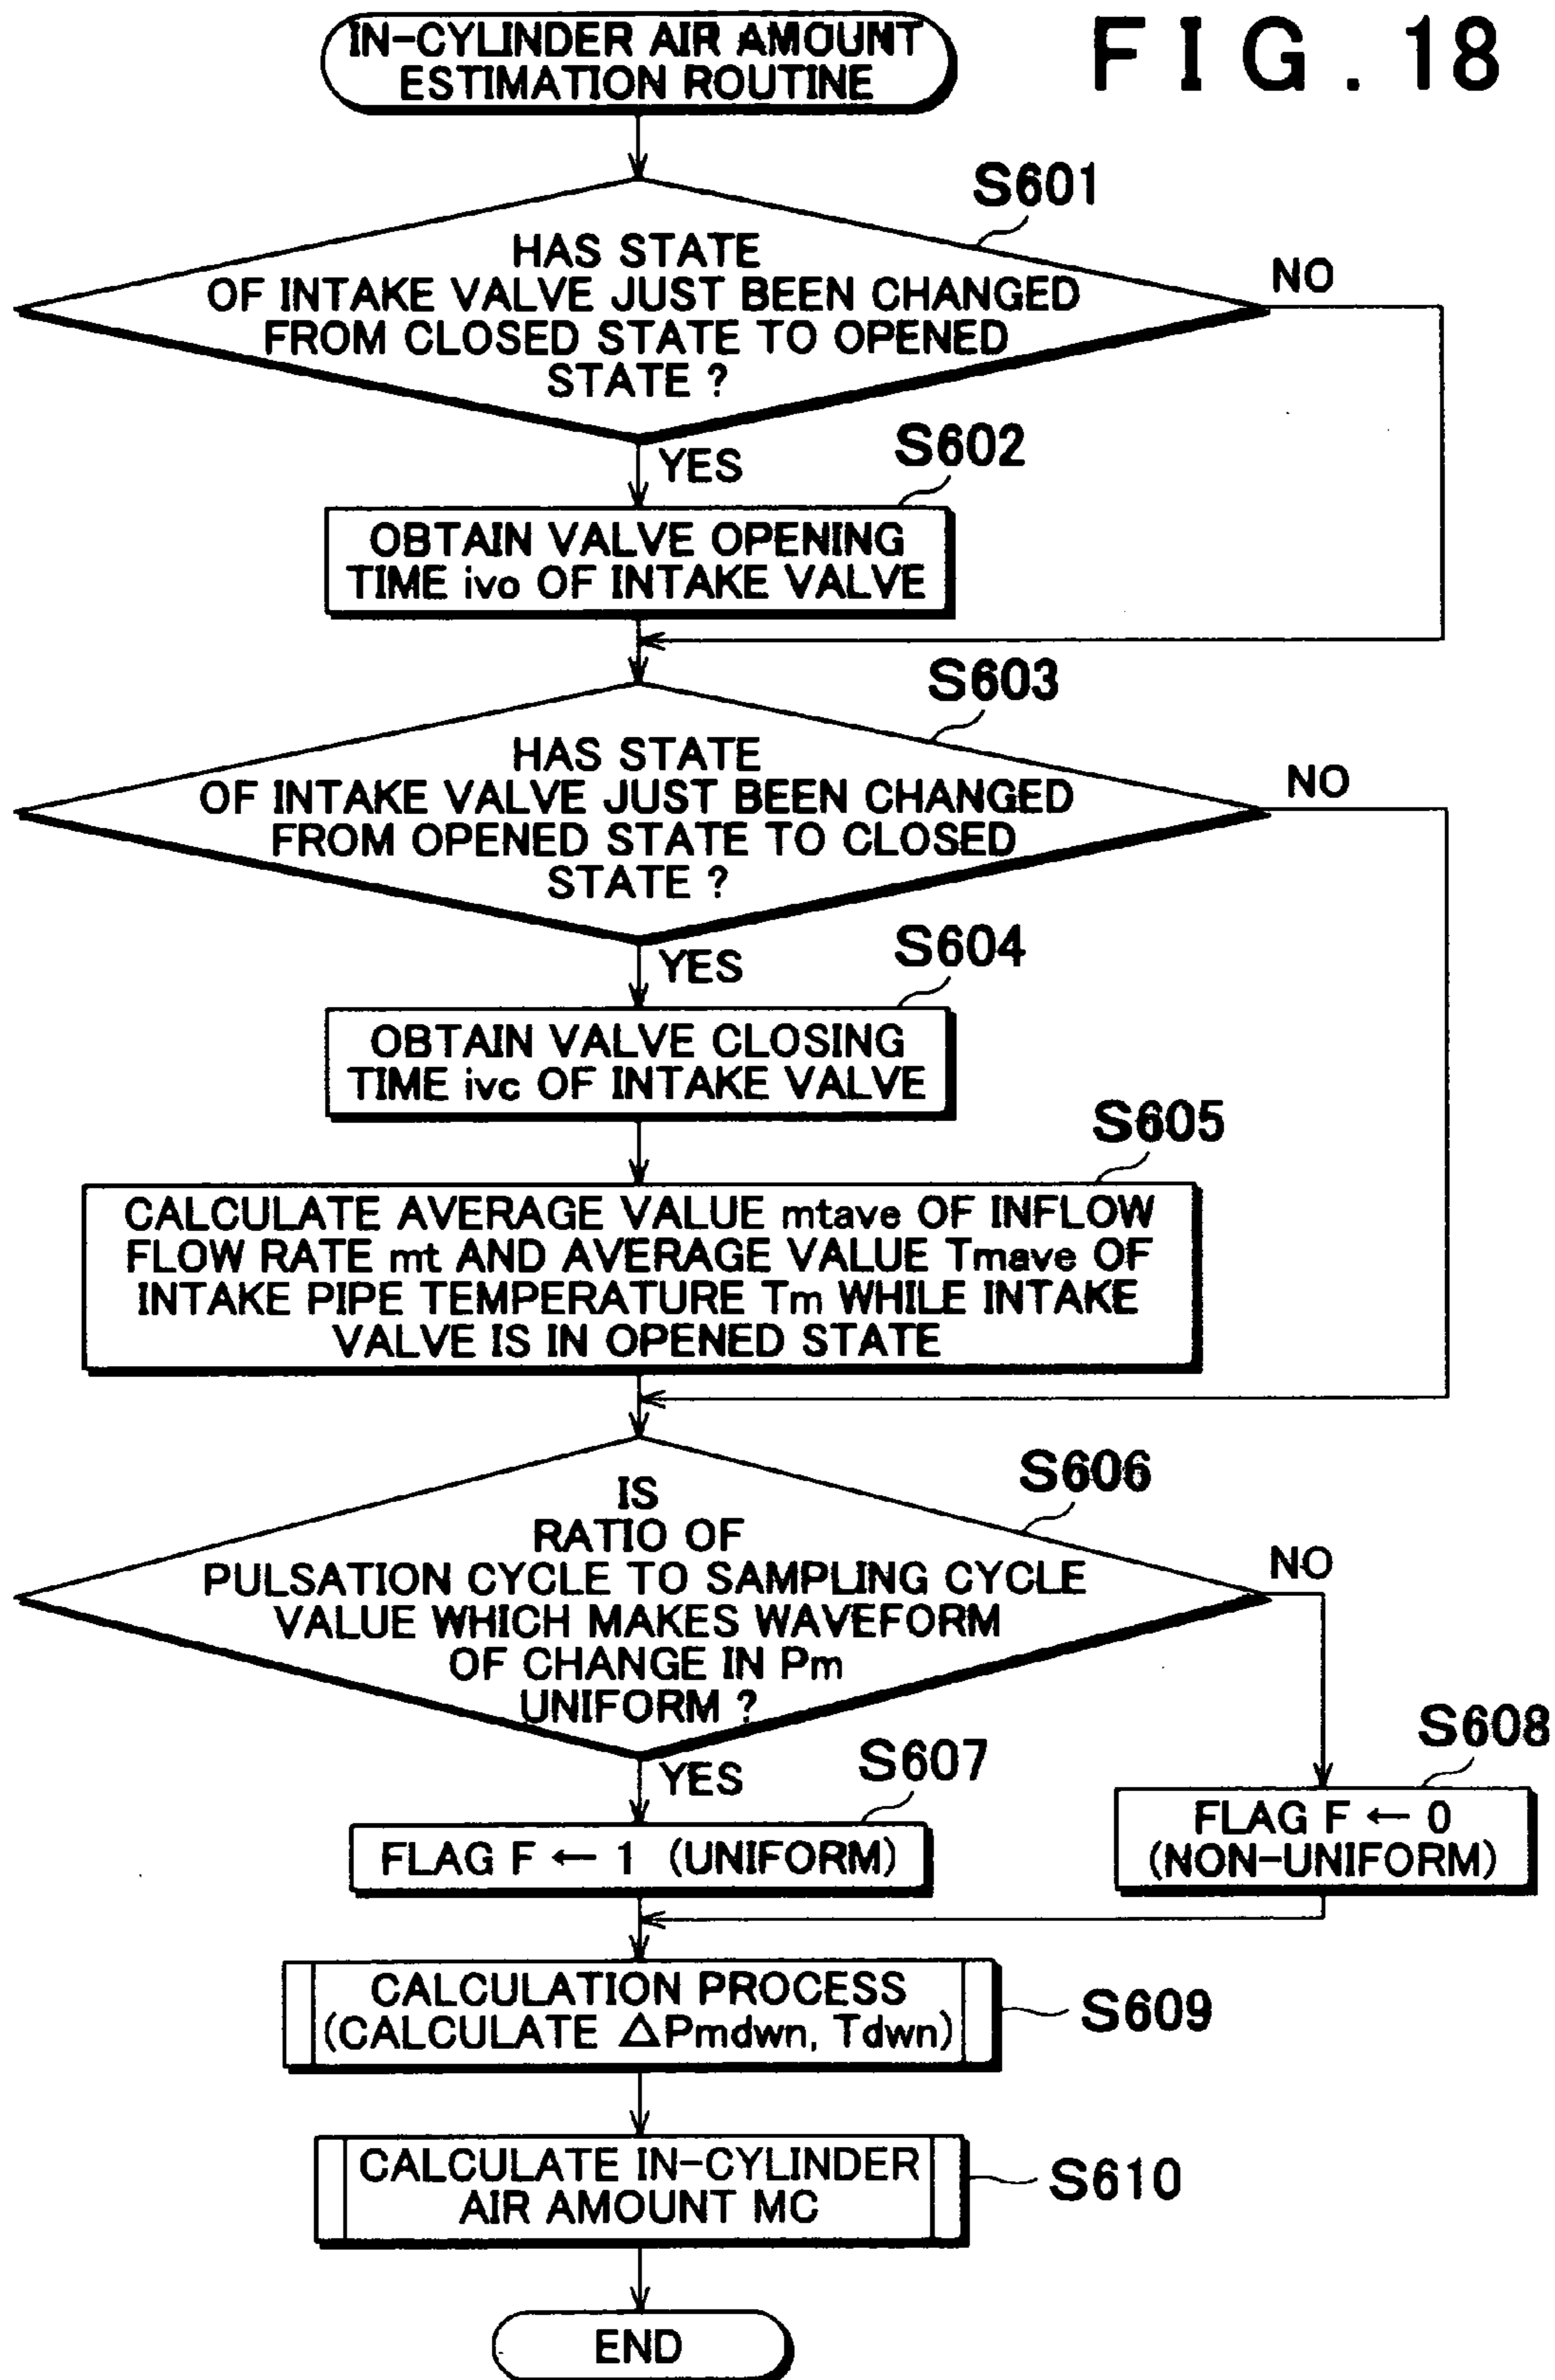 FIG.18
IN-CYLINDER AIR AMOUNT
ESTIMATION ROUTINE
S601
HAS STATE
OF INTAKE VALVE JUST BEEN CHANGED
FROM CLOSED STATE TO OPENED
STATE ?
NO
YES
S602
OBTAIN VALVE OPENING
TIME ivo OF INTAKE VALVE
S603
HAS STATE
OF INTAKE VALVE JUST BEEN CHANGED
FROM OPENED STATE TO CLOSED
STATE ?
NO
YES
S604
OBTAIN VALVE CLOSING
TIME ivc OF INTAKE VALVE
S605
CALCULATE AVERAGE VALUE mtave OF INFLOW
FLOW RATE mt AND AVERAGE VALUE Tmave OF
INTAKE PIPE TEMPERATURE Tm WHILE INTAKE
VALVE IS IN OPENED STATE
S606
IS
RATIO OF
PULSATION CYCLE TO SAMPLING CYCLE
VALUE WHICH MAKES WAVEFORM
OF CHANGE IN Pm
UNIFORM ?
NO
YES
S607
FLAG F ← 1 (UNIFORM)
S608
FLAG F ← 0
(NON-UNIFORM)
CALCULATION PROCESS
(CALCULATE △Pmdwn, Tdwn)
S609
CALCULATE IN-CYLINDER
AIR AMOUNT MC
S610
END